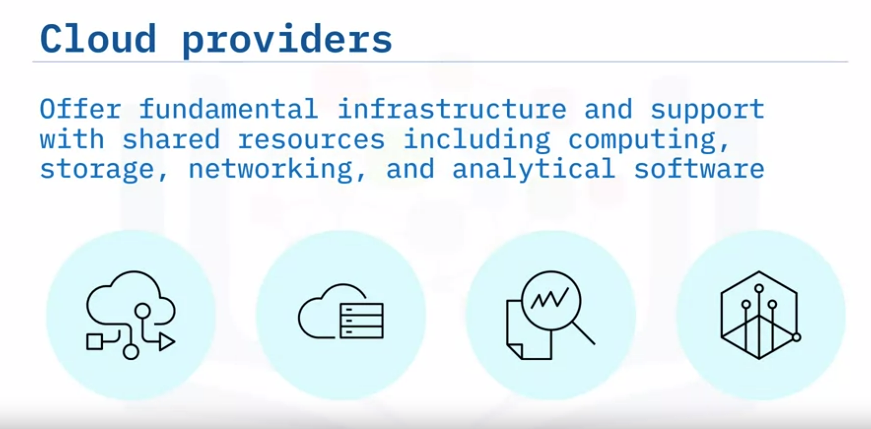 Cloud providers
Offer fundamental infrastructure and support
with shared resources including computing,
storage, networking, and analytical software